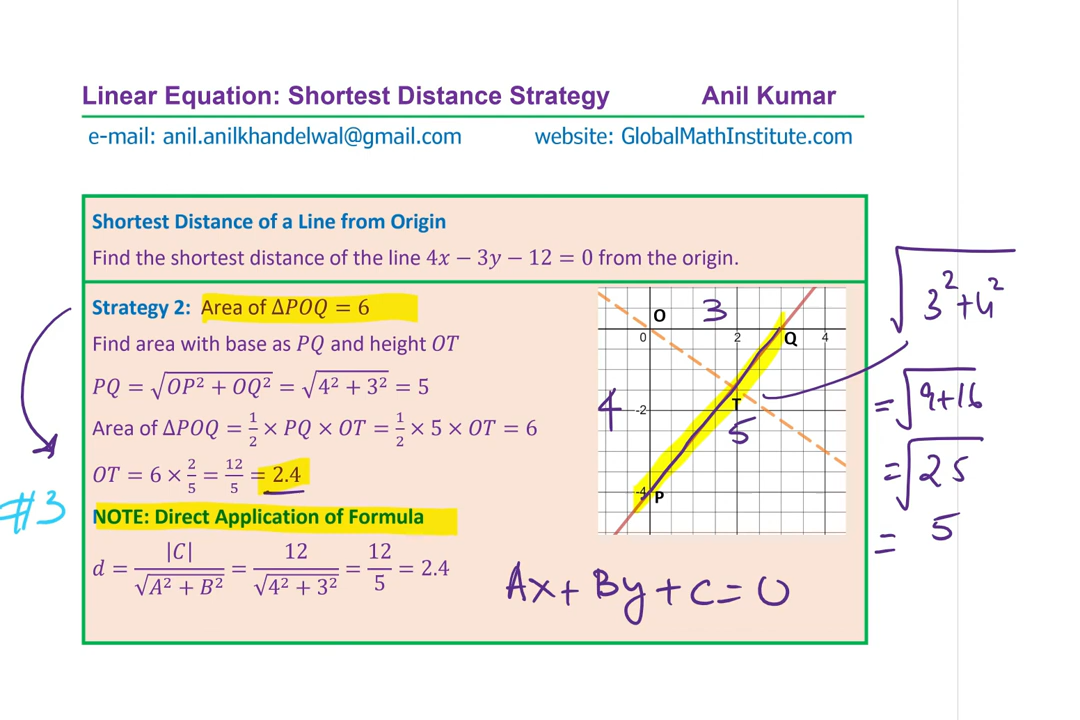 Linear Equation: Shortest Distance Strategy Anil Kumar
e-mail: anil.anilkhandelwal@gmail.com website: GlobalMathInstitute.com
Shortest Distance of a Line from Origin
Find the shortest distance of the line 4x − 3y − 12 = 0 from the origin.
Strategy 2: Area of ΔPOQ = 6
Find area with base as PQ and height OT
PQ = √(OP² + OQ²) = √(4² + 3²) = 5
Area of ΔPOQ = 1/2 × PQ × OT = 1/2 × 5 × OT = 6
OT = 6 × 2/5 = 12/5 = 2.4
#3
NOTE: Direct Application of Formula
d = |C|/√(A² + B²) = 12/√(4² + 3²) = 12/5 = 2.4
Ax + By + C = 0
O 3
0 2 Q 4
4 -2 T
5
-4 P
√(3² + 4²)
= √(9+16)
= √25
= 5